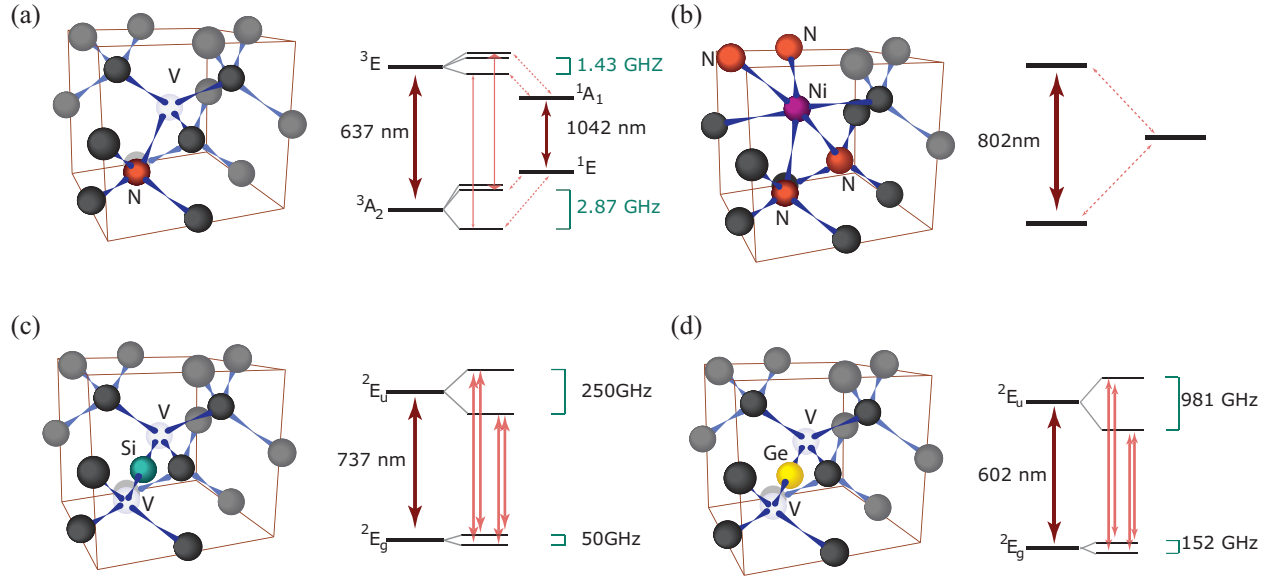 (a)
V
N
³E
1.43 GHZ
¹A₁
637 nm
1042 nm
¹E
³A₂
2.87 GHz
(b)
N
N
Ni
N
N
802nm
(c)
V
Si
V
²Eᵤ
250GHz
737 nm
²E_g
50GHz
(d)
V
Ge
V
²Eᵤ
981 GHz
602 nm
²E_g
152 GHz